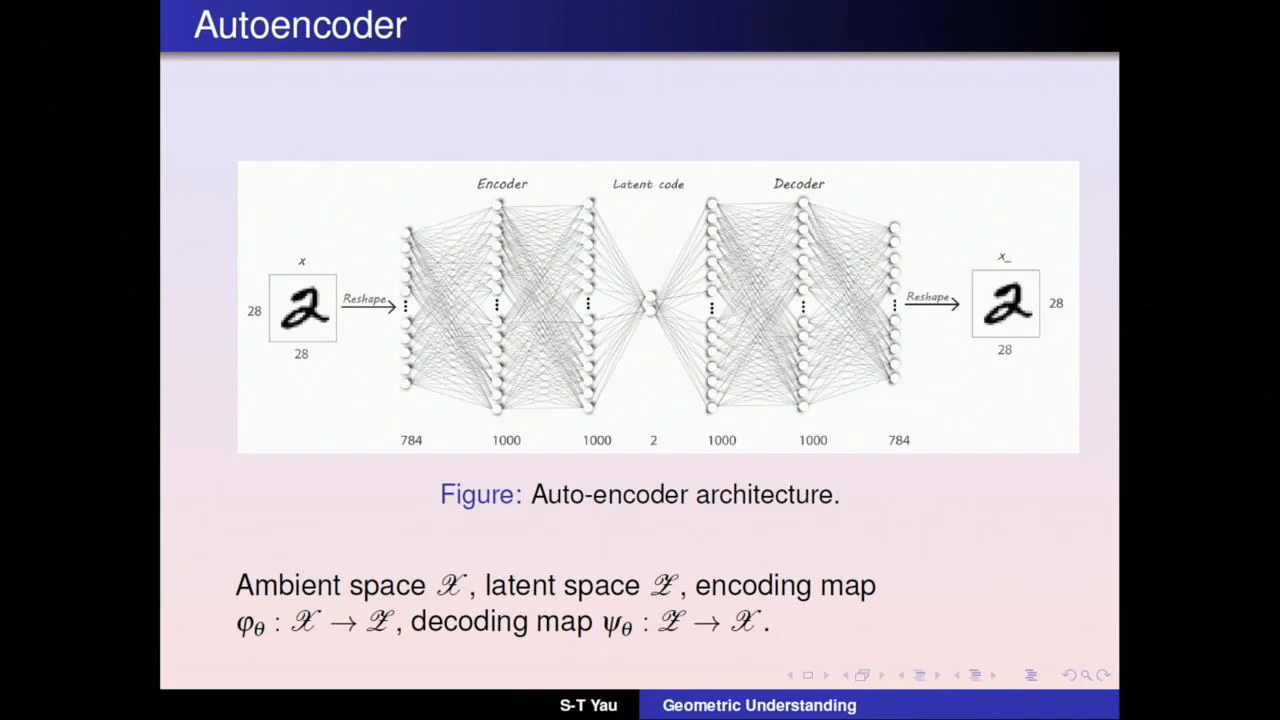 Autoencoder
Encoder Latent code Decoder
x x_
28 Reshape Reshape 28
28 28
784 1000 1000 2 1000 1000 784
Figure: Auto-encoder architecture.
Ambient space 𝒳, latent space 𝒵, encoding map
φθ : 𝒳 → 𝒵, decoding map ψθ : 𝒵 → 𝒳.
S-T Yau Geometric Understanding